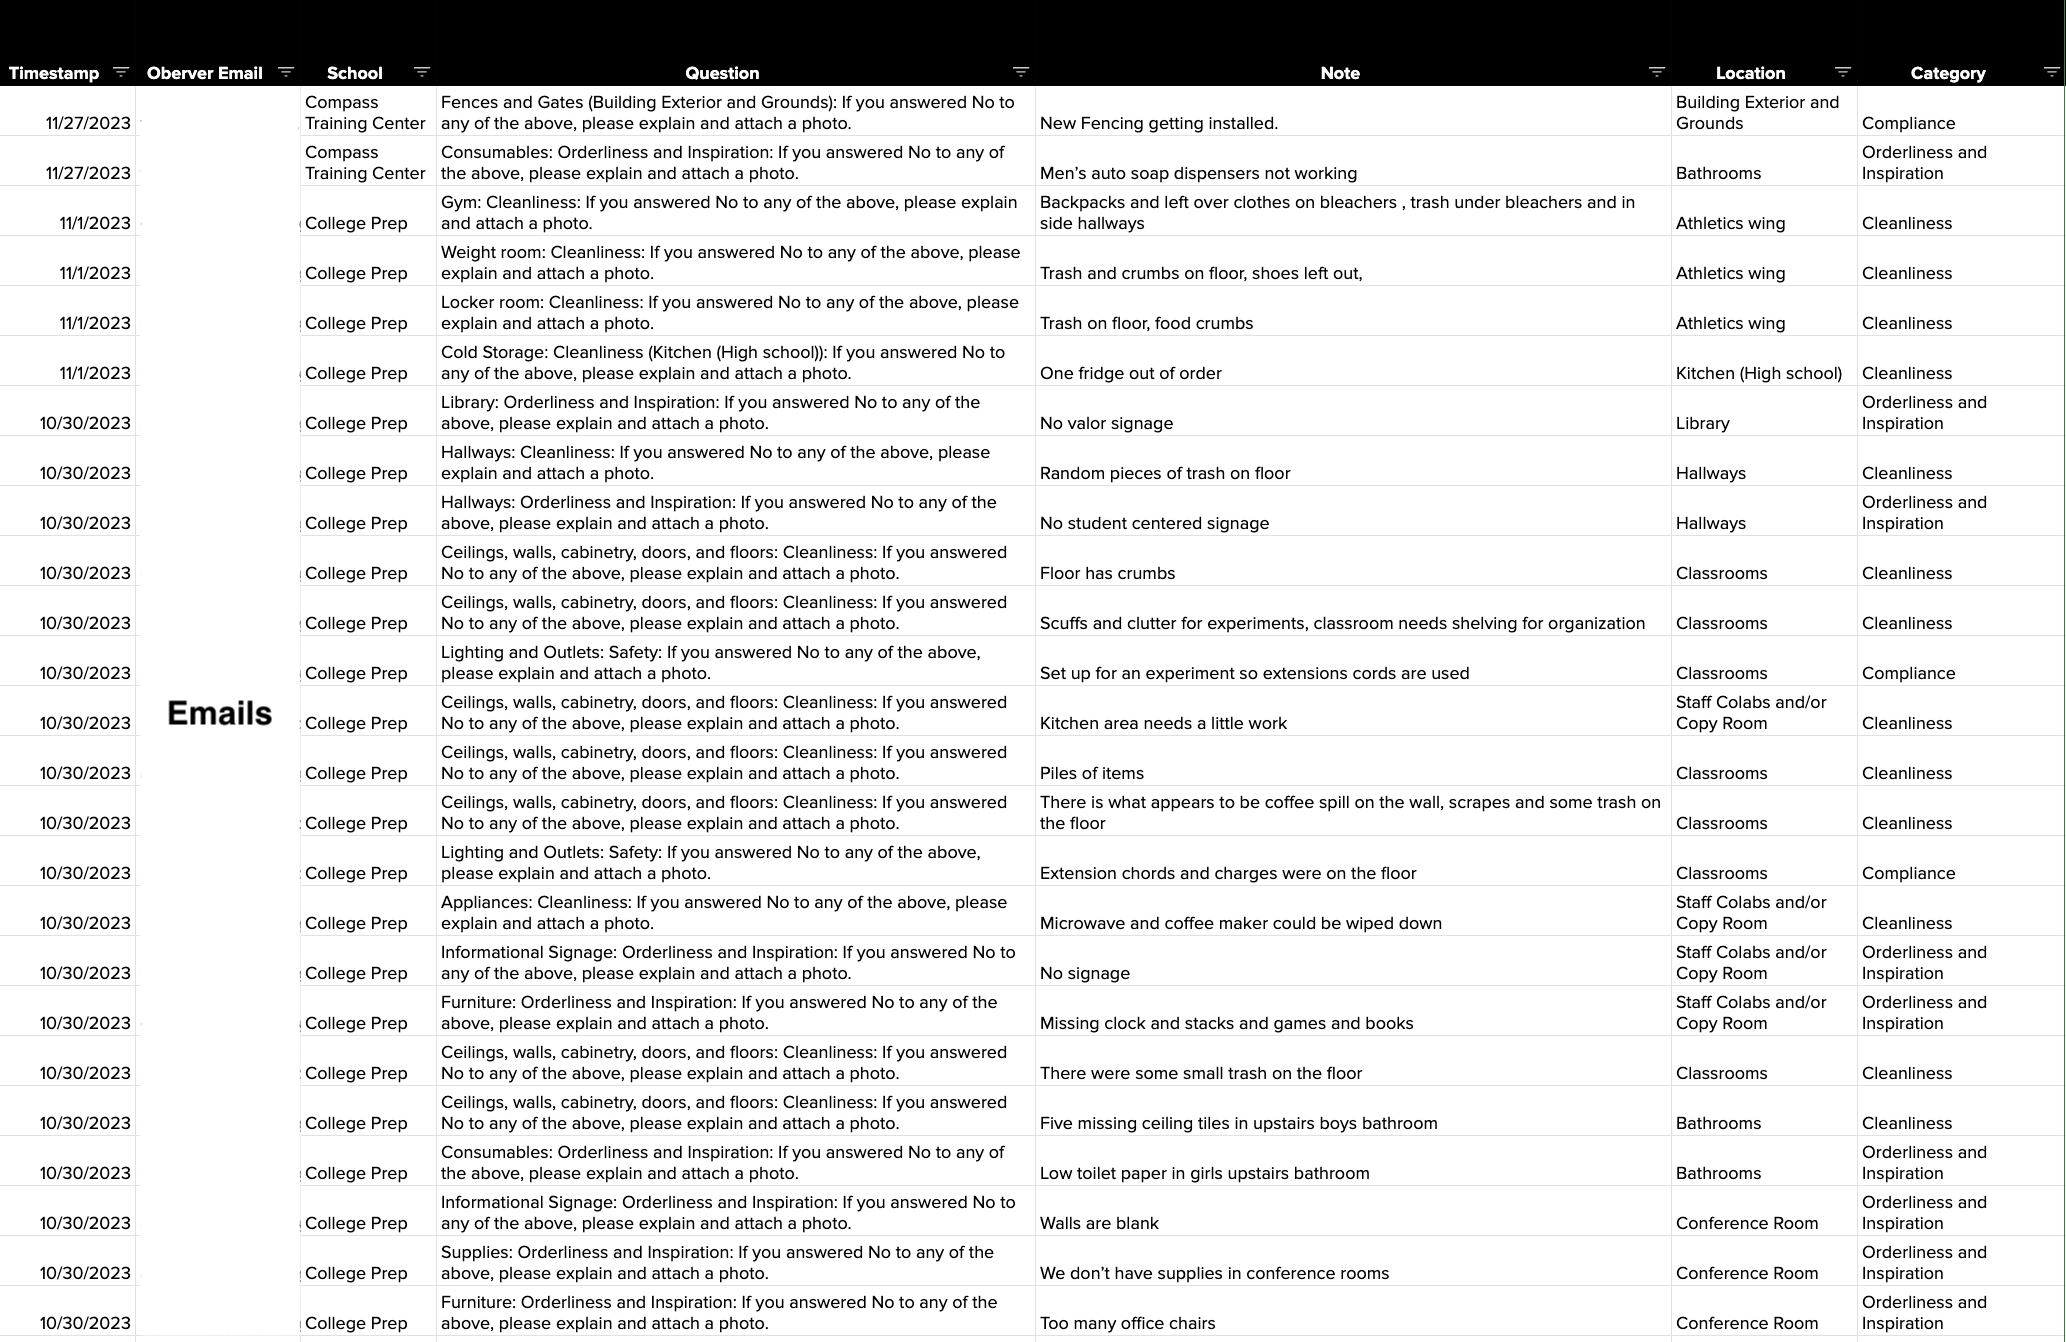 Timestamp Oberver Email School Question Note Location Category
Compass Fences and Gates (Building Exterior and Grounds): If you answered No to Building Exterior and
11/27/2023 Training Center any of the above, please explain and attach a photo. New Fencing getting installed. Grounds Compliance
Compass Consumables: Orderliness and Inspiration: If you answered No to any of Orderliness and
11/27/2023 Training Center the above, please explain and attach a photo. Men’s auto soap dispensers not working Bathrooms Inspiration
Gym: Cleanliness: If you answered No to any of the above, please explain Backpacks and left over clothes on bleachers , trash under bleachers and in
11/1/2023 College Prep and attach a photo. side hallways Athletics wing Cleanliness
Weight room: Cleanliness: If you answered No to any of the above, please
11/1/2023 College Prep explain and attach a photo. Trash and crumbs on floor, shoes left out, Athletics wing Cleanliness
Locker room: Cleanliness: If you answered No to any of the above, please
11/1/2023 College Prep explain and attach a photo. Trash on floor, food crumbs Athletics wing Cleanliness
Cold Storage: Cleanliness (Kitchen (High school)): If you answered No to
11/1/2023 College Prep any of the above, please explain and attach a photo. One fridge out of order Kitchen (High school) Cleanliness
Library: Orderliness and Inspiration: If you answered No to any of the Orderliness and
10/30/2023 College Prep above, please explain and attach a photo. No valor signage Library Inspiration
Hallways: Cleanliness: If you answered No to any of the above, please
10/30/2023 College Prep explain and attach a photo. Random pieces of trash on floor Hallways Cleanliness
Hallways: Orderliness and Inspiration: If you answered No to any of the Orderliness and
10/30/2023 College Prep above, please explain and attach a photo. No student centered signage Hallways Inspiration
Ceilings, walls, cabinetry, doors, and floors: Cleanliness: If you answered
10/30/2023 College Prep No to any of the above, please explain and attach a photo. Floor has crumbs Classrooms Cleanliness
Ceilings, walls, cabinetry, doors, and floors: Cleanliness: If you answered
10/30/2023 College Prep No to any of the above, please explain and attach a photo. Scuffs and clutter for experiments, classroom needs shelving for organization Classrooms Cleanliness
Lighting and Outlets: Safety: If you answered No to any of the above,
10/30/2023 College Prep please explain and attach a photo. Set up for an experiment so extensions cords are used Classrooms Compliance
Ceilings, walls, cabinetry, doors, and floors: Cleanliness: If you answered Staff Colabs and/or
10/30/2023 Emails College Prep No to any of the above, please explain and attach a photo. Kitchen area needs a little work Copy Room Cleanliness
Ceilings, walls, cabinetry, doors, and floors: Cleanliness: If you answered
10/30/2023 College Prep No to any of the above, please explain and attach a photo. Piles of items Classrooms Cleanliness
Ceilings, walls, cabinetry, doors, and floors: Cleanliness: If you answered There is what appears to be coffee spill on the wall, scrapes and some trash on
10/30/2023 College Prep No to any of the above, please explain and attach a photo. the floor Classrooms Cleanliness
Lighting and Outlets: Safety: If you answered No to any of the above,
10/30/2023 College Prep please explain and attach a photo. Extension chords and charges were on the floor Classrooms Compliance
Appliances: Cleanliness: If you answered No to any of the above, please Staff Colabs and/or
10/30/2023 College Prep explain and attach a photo. Microwave and coffee maker could be wiped down Copy Room Cleanliness
Informational Signage: Orderliness and Inspiration: If you answered No to Staff Colabs and/or Orderliness and
10/30/2023 College Prep any of the above, please explain and attach a photo. No signage Copy Room Inspiration
Furniture: Orderliness and Inspiration: If you answered No to any of the Staff Colabs and/or Orderliness and
10/30/2023 College Prep above, please explain and attach a photo. Missing clock and stacks and games and books Copy Room Inspiration
Ceilings, walls, cabinetry, doors, and floors: Cleanliness: If you answered
10/30/2023 College Prep No to any of the above, please explain and attach a photo. There were some small trash on the floor Classrooms Cleanliness
Ceilings, walls, cabinetry, doors, and floors: Cleanliness: If you answered
10/30/2023 College Prep No to any of the above, please explain and attach a photo. Five missing ceiling tiles in upstairs boys bathroom Bathrooms Cleanliness
Consumables: Orderliness and Inspiration: If you answered No to any of Orderliness and
10/30/2023 College Prep the above, please explain and attach a photo. Low toilet paper in girls upstairs bathroom Bathrooms Inspiration
Informational Signage: Orderliness and Inspiration: If you answered No to Orderliness and
10/30/2023 College Prep any of the above, please explain and attach a photo. Walls are blank Conference Room Inspiration
Supplies: Orderliness and Inspiration: If you answered No to any of the Orderliness and
10/30/2023 College Prep above, please explain and attach a photo. We don’t have supplies in conference rooms Conference Room Inspiration
Furniture: Orderliness and Inspiration: If you answered No to any of the Orderliness and
10/30/2023 College Prep above, please explain and attach a photo. Too many office chairs Conference Room Inspiration